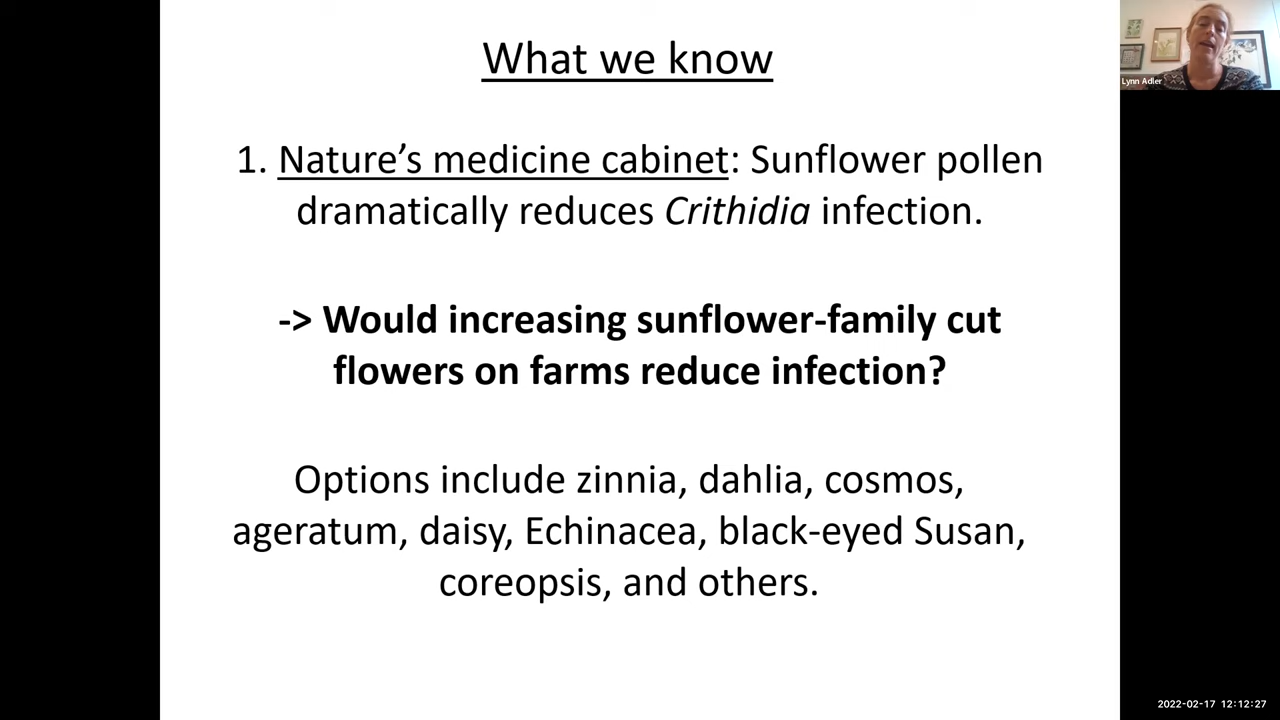 What we know
1. Nature’s medicine cabinet: Sunflower pollen
dramatically reduces Crithidia infection.
-> Would increasing sunflower-family cut
flowers on farms reduce infection?
Options include zinnia, dahlia, cosmos,
ageratum, daisy, Echinacea, black-eyed Susan,
coreopsis, and others.
Lynn Adler
2022-02-17 12:12:27